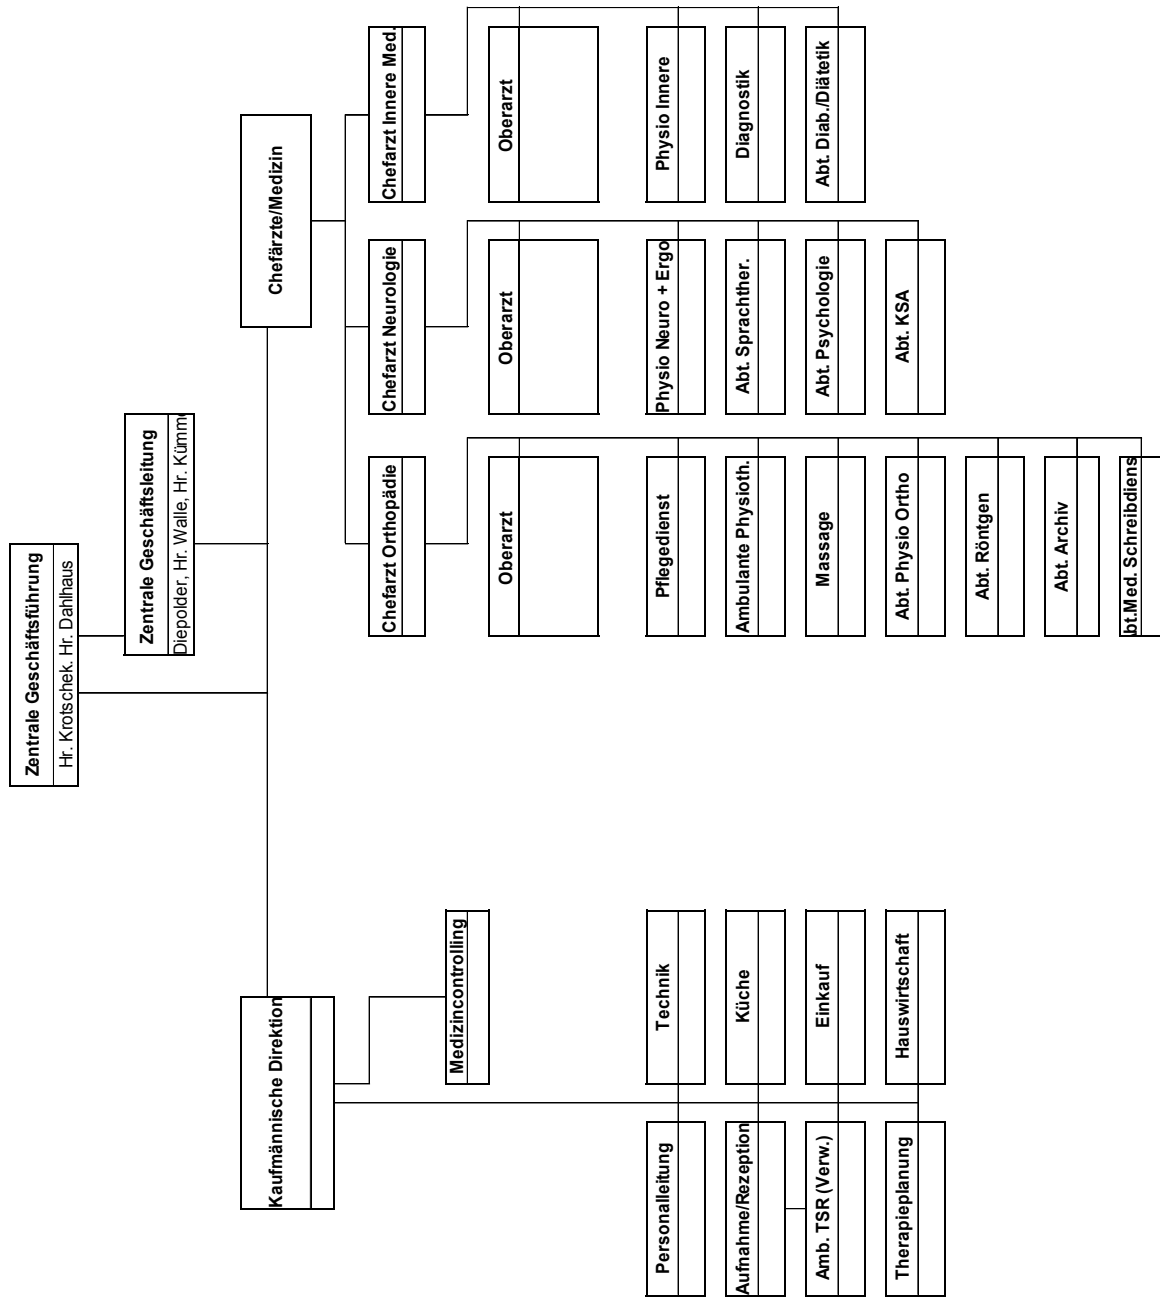 Zentrale Geschäftsführung
Hr. Krotschek. Hr. Dahlhaus
Zentrale Geschäftsleitung
Diepolder, Hr. Walle, Hr. Kümm
Kaufmännische Direktion
Chefärzte/Medizin
Medizincontrolling
Chefarzt Orthopädie
Chefarzt Neurologie
Chefarzt Innere Med.
Oberarzt
Oberarzt
Oberarzt
Personalleitung
Technik
Pflegedienst
Physio Neuro + Ergo
Physio Innere
Aufnahme/Rezeption
Küche
Ambulante Physioth.
Abt. Sprachther.
Diagnostik
Amb. TSR (Verw.)
Einkauf
Massage
Abt. Psychologie
Abt. Diab./Diätetik
Therapieplanung
Hauswirtschaft
Abt. Physio Ortho
Abt. KSA
Abt. Röntgen
Abt. Archiv
bt.Med. Schreibdiens